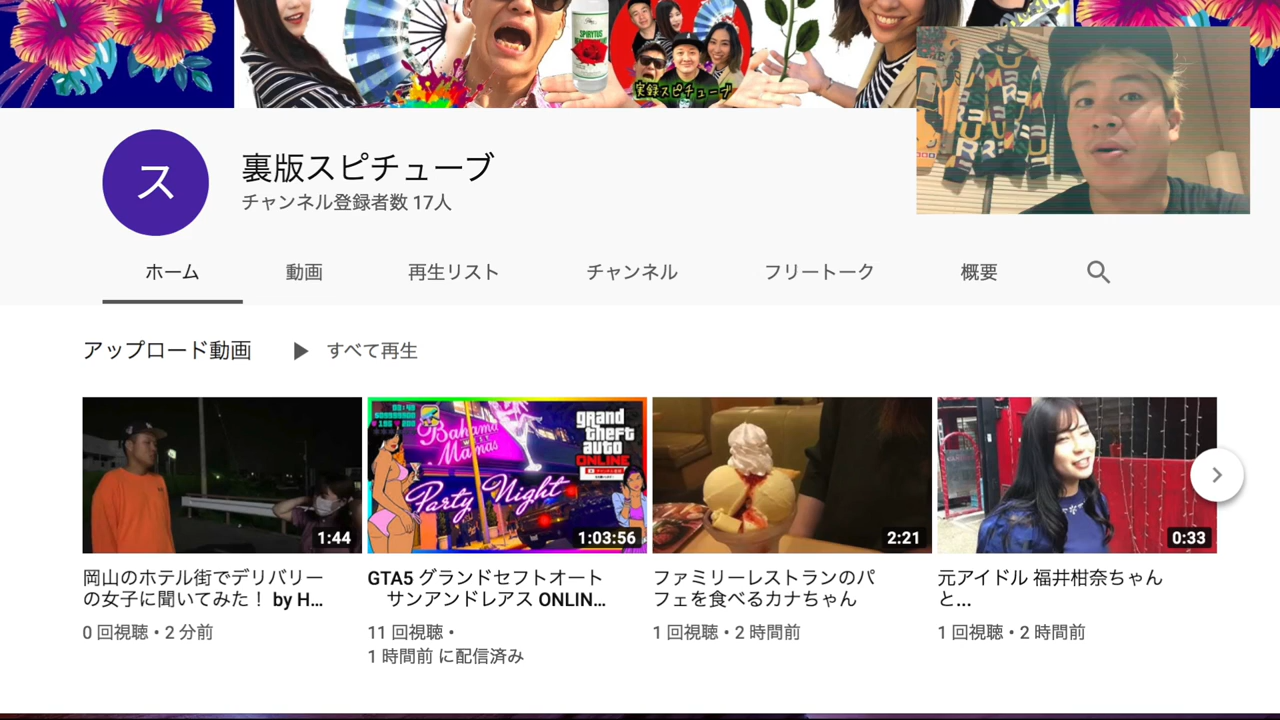 SPIRYTUS
実録スピチューブ
ス
裏版スピチューブ
チャンネル登録者数 17人
ホーム
動画
再生リスト
チャンネル
フリートーク
概要
アップロード動画
すべて再生
1:44
Bahama
Mamas
Party Night
grand
theft
auto
ONLINE
1:03:56
2:21
0:33
岡山のホテル街でデリバリー
の女子に聞いてみた！ by H...
0 回視聴・2 分前
GTA5 グランドセフトオート
サンアンドレアス ONLIN...
11 回視聴・
1 時間前 に配信済み
ファミリーレストランのパ
フェを食べるカナちゃん
1 回視聴・2 時間前
元アイドル 福井柑奈ちゃん
と...
1 回視聴・2 時間前